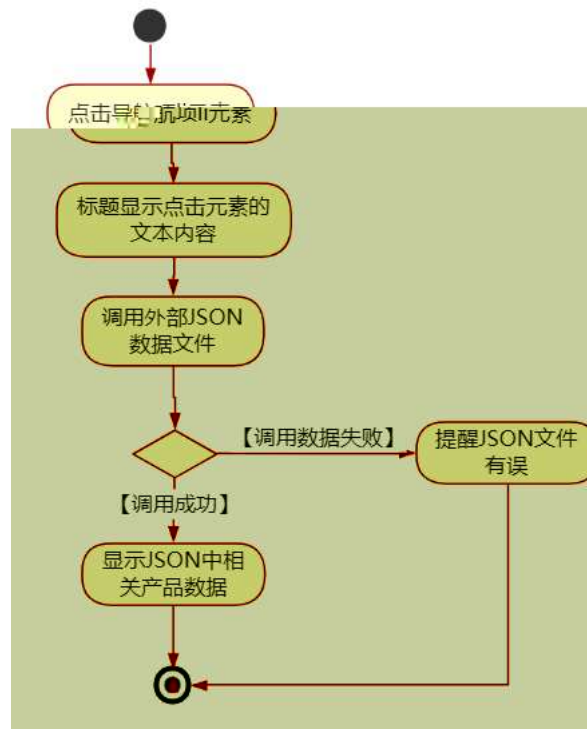 点击导航项li元素
标题显示点击元素的
文本内容
调用外部JSON
数据文件
【调用数据失败】
提醒JSON文件
有误
【调用成功】
显示JSON中相
关产品数据